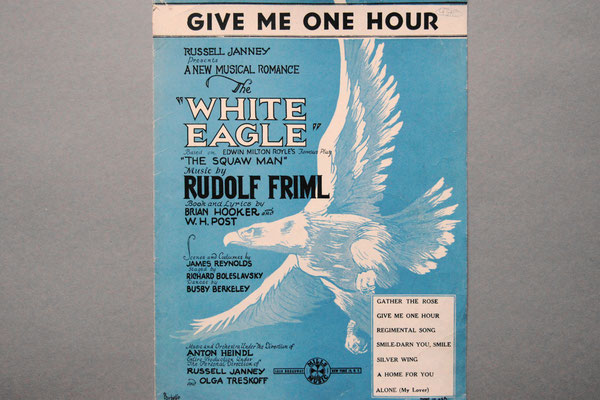 GIVE ME ONE HOUR
RUSSELL JANNEY
Presents
A NEW MUSICAL ROMANCE
The
"WHITE
EAGLE"
Based on EDWIN MILTON ROYLE'S Famous Play
"THE SQUAW MAN"
Music by
RUDOLF FRIML
Book and Lyrics by
BRIAN HOOKER and
W. H. POST
Scenes and Costumes by
JAMES REYNOLDS
Staged by
RICHARD BOLESLAVSKY
Dances by
BUSBY BERKELEY
Music and Orchestra Under the Direction of
ANTON HEINDL
Entire Production Under
The Personal Direction of
RUSSELL JANNEY
and OLGA TRESKOFF
MILLS
MUSIC
GATHER THE ROSE
GIVE ME ONE HOUR
REGIMENTAL SONG
SMILE-DARN YOU, SMILE
SILVER WING
A HOME FOR YOU
ALONE (My Lover)